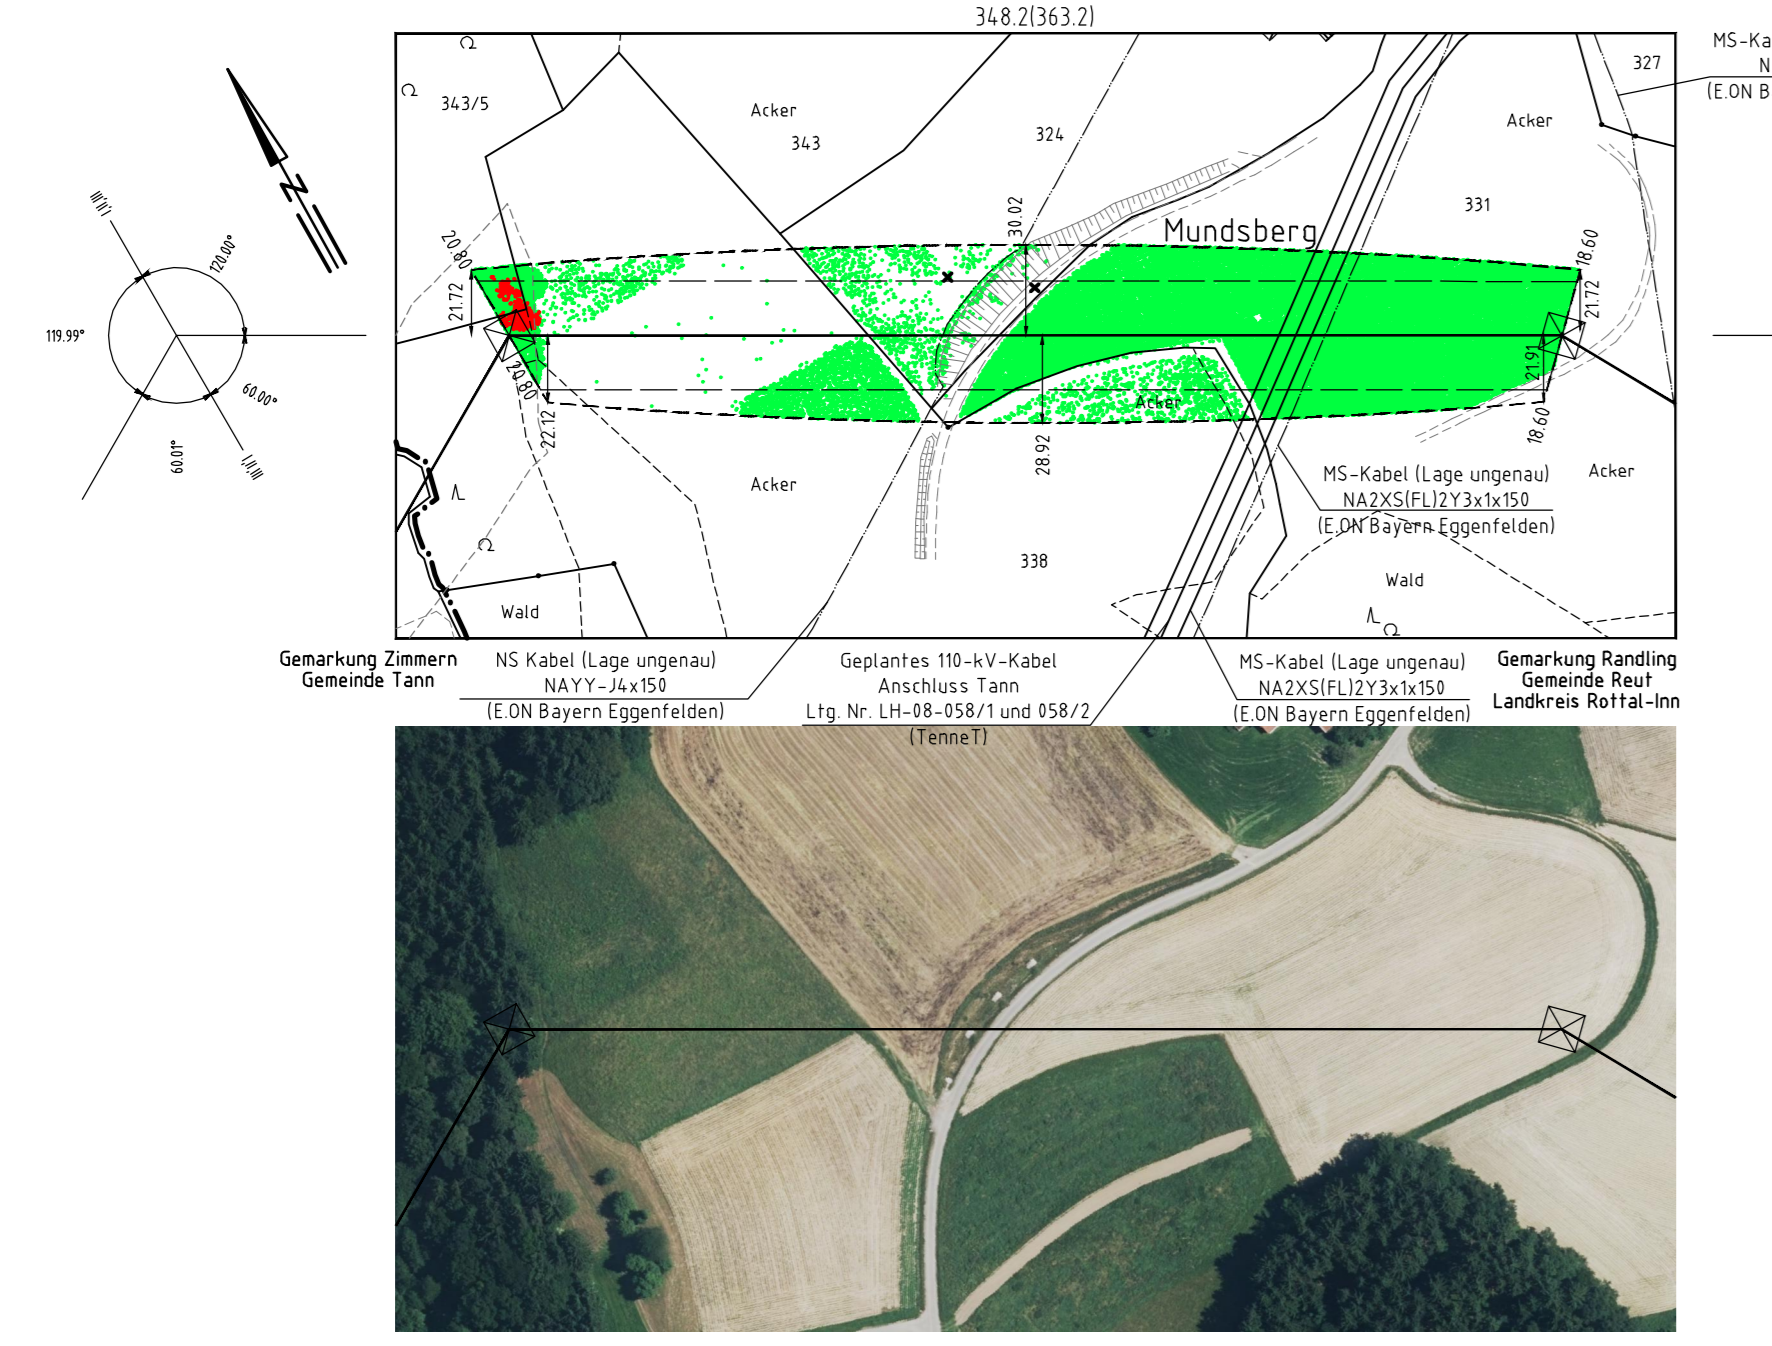 348.2(363.2)
MS-Ka
N
(E.ON B
327
343/5
Acker
343
324
Acker
331
N
I,II,III
120.00°
119.99°
60.00°
60.01°
I,II,III
Mundsberg
30.02
20.80
21.72
18.60
21.72
20.80
22.12
28.92
21.91
18.60
Acker
Acker
Acker
MS-Kabel (Lage ungenau)
NA2XS(FL)2Y3x1x150
(E.ON Bayern Eggenfelden)
338
Wald
Wald
Gemarkung Zimmern
Gemeinde Tann
NS Kabel (Lage ungenau)
NAYY-J4x150
(E.ON Bayern Eggenfelden)
Geplantes 110-kV-Kabel
Anschluss Tann
Ltg. Nr. LH-08-058/1 und 058/2
(TenneT)
MS-Kabel (Lage ungenau)
NA2XS(FL)2Y3x1x150
(E.ON Bayern Eggenfelden)
Gemarkung Randling
Gemeinde Reut
Landkreis Rottal-Inn